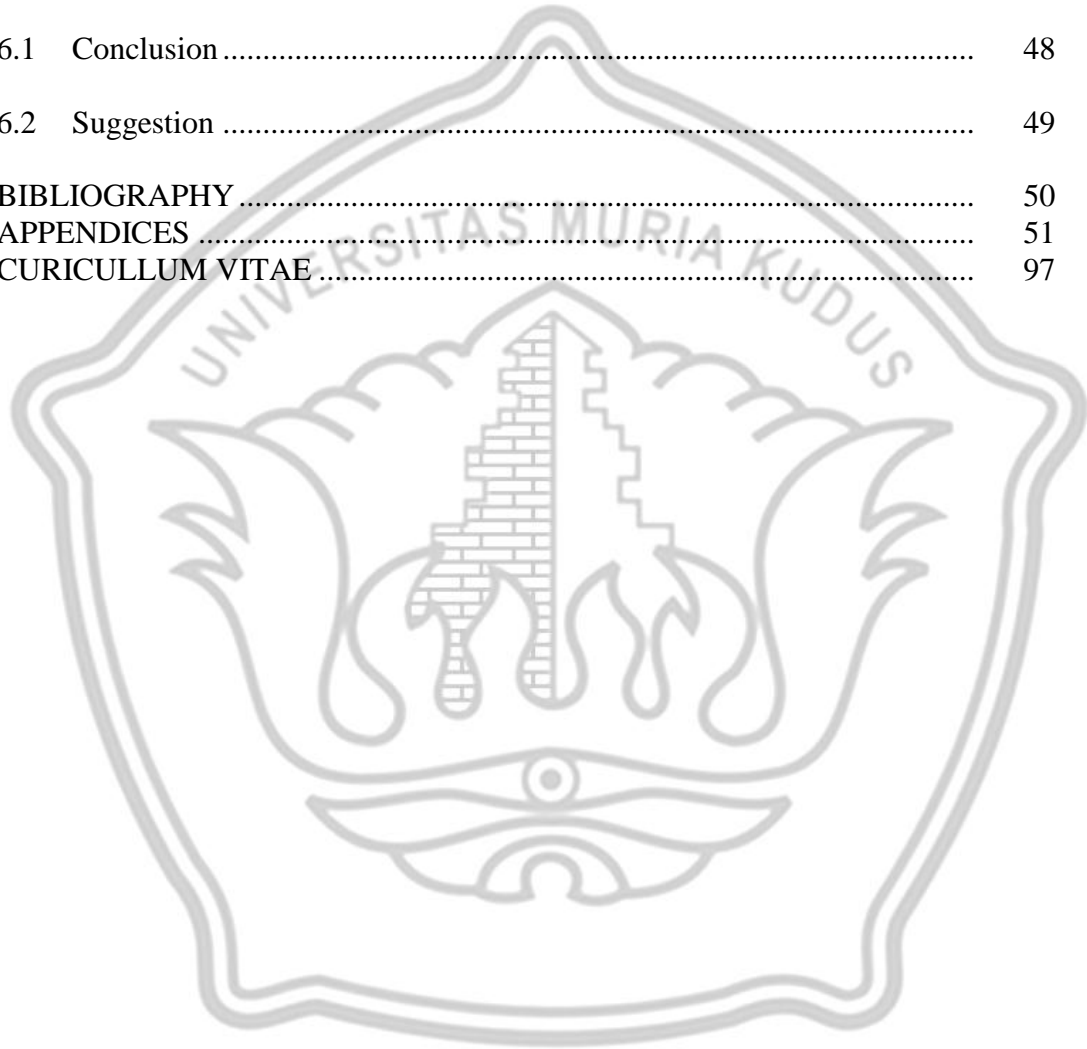 6.1 Conclusion ........................................................................................ 48
6.2 Suggestion ........................................................................................ 49
BIBLIOGRAPHY ...................................................................................... 50
APPENDICES ........................................................................................... 51
CURICULLUM VITAE ............................................................................. 97
UNIVERSITAS MURIA KUDUS